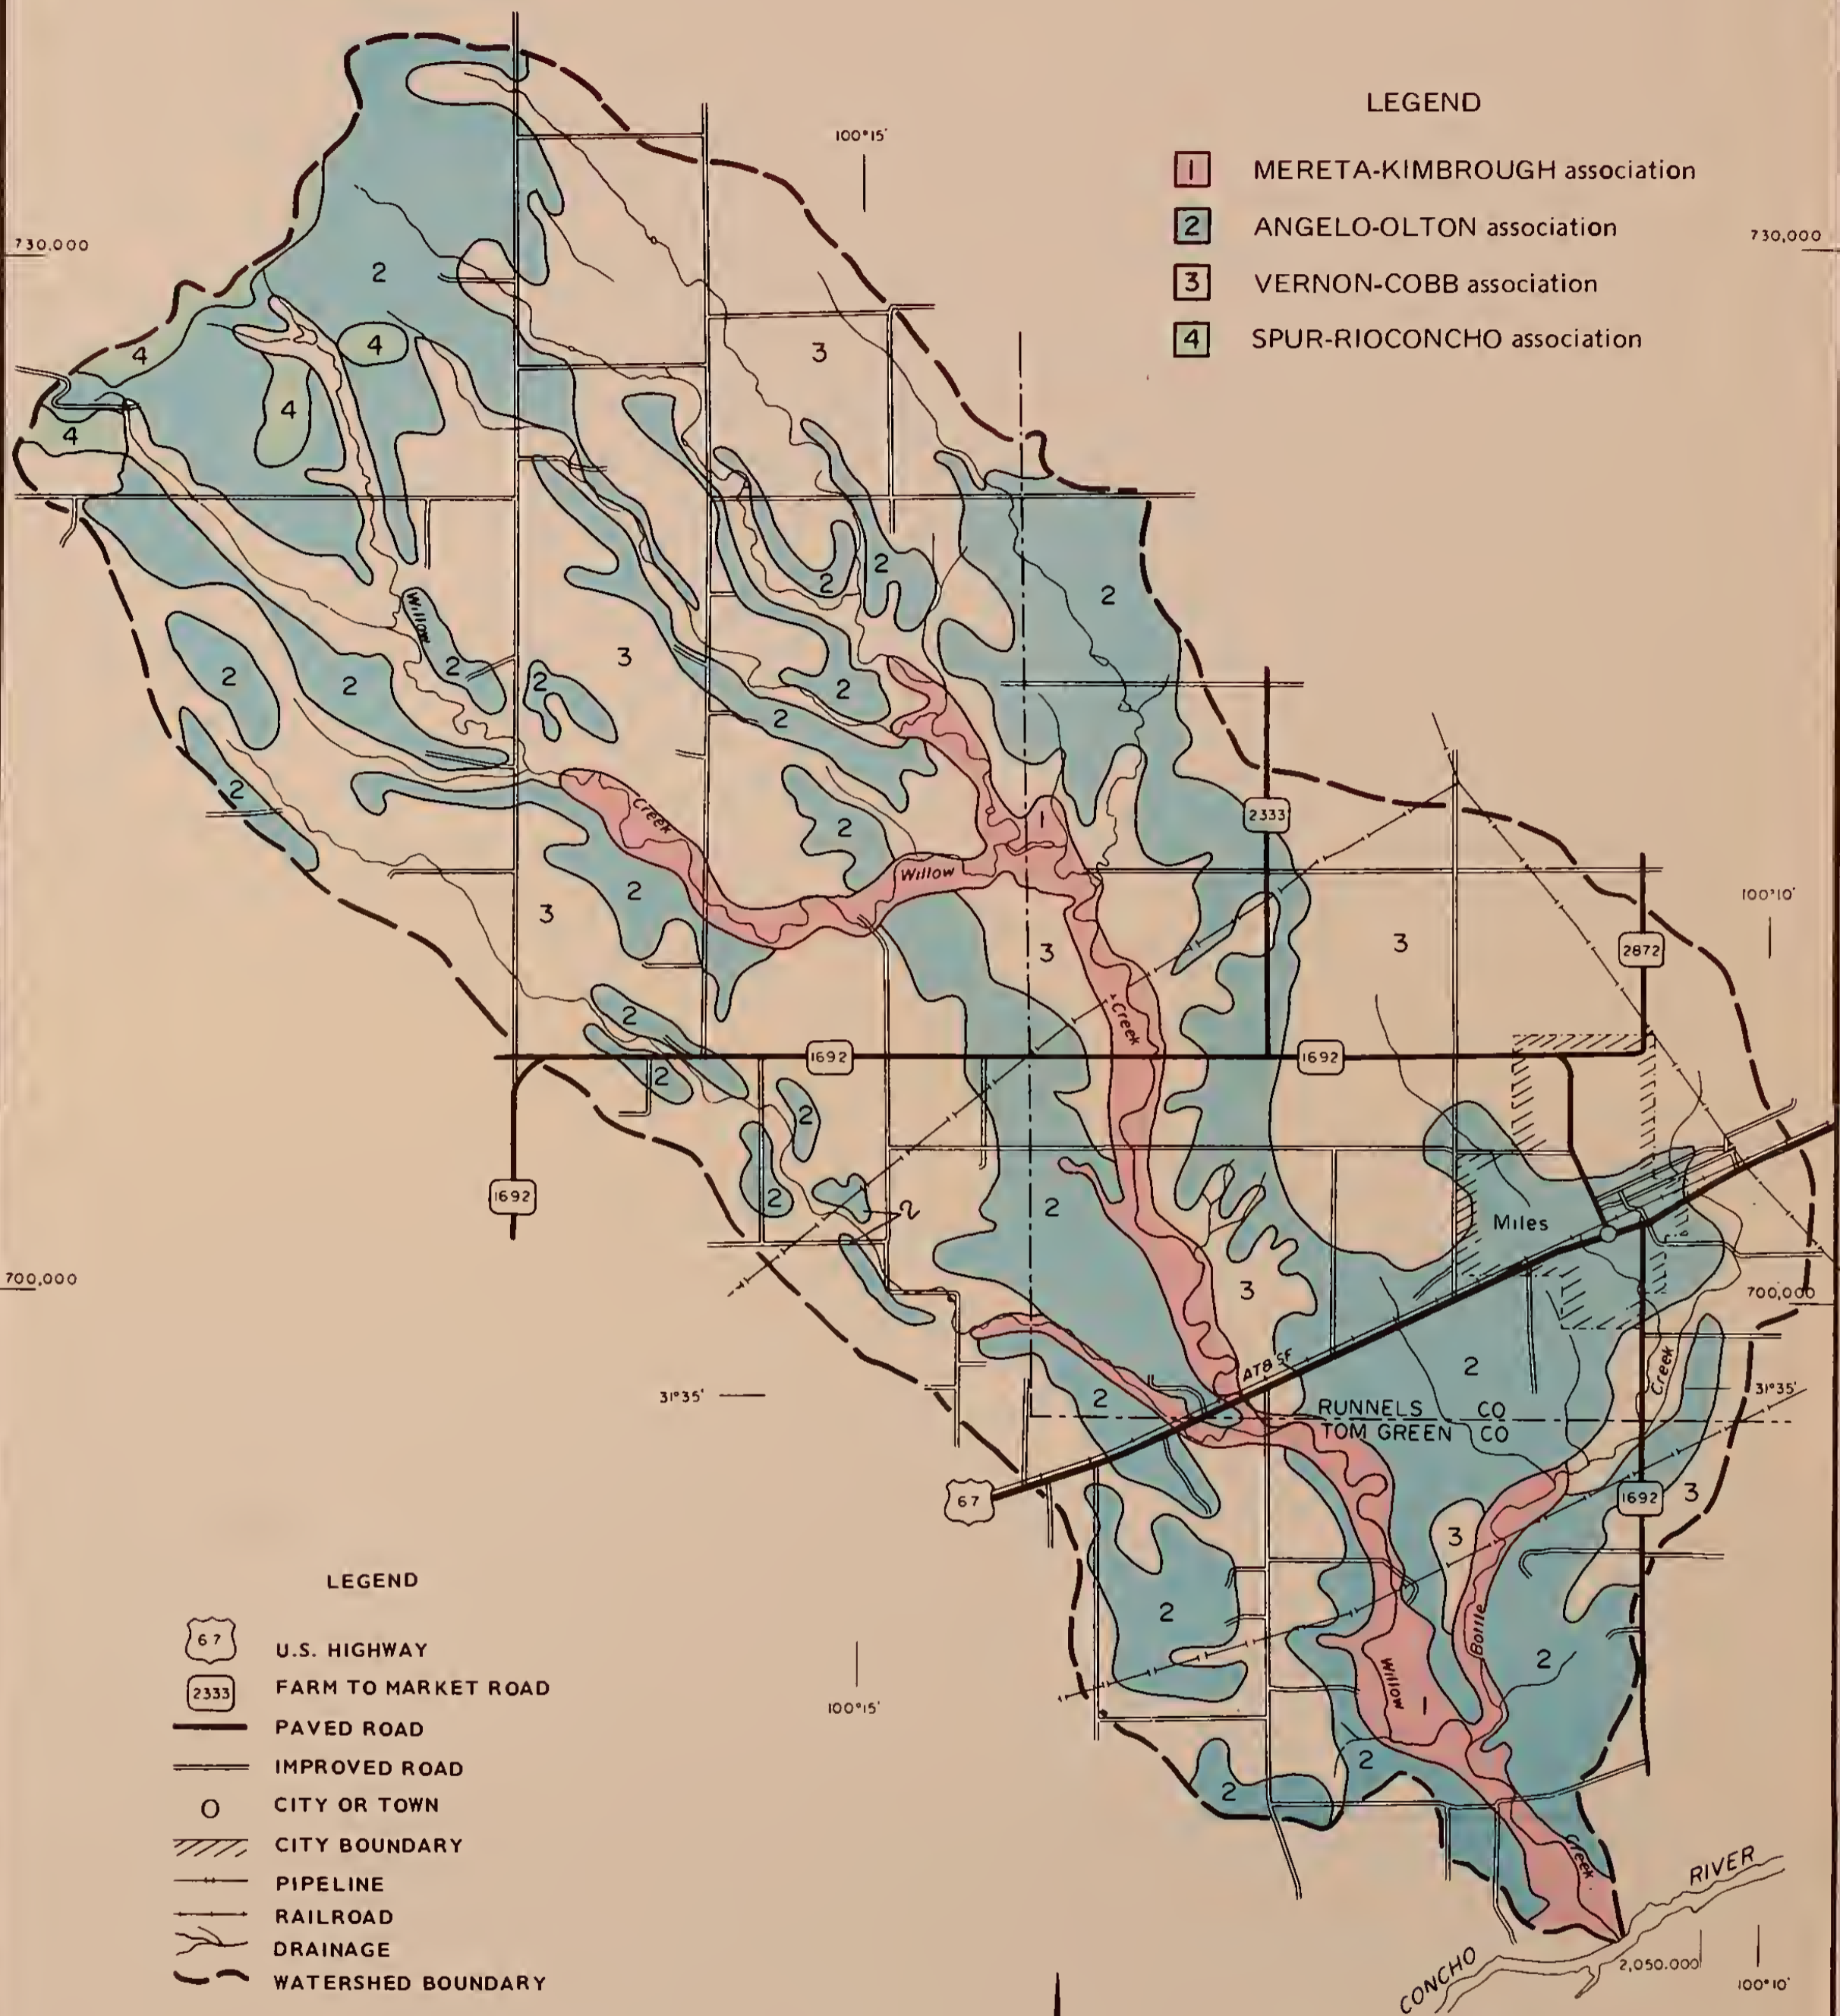 LEGEND
1 MERETA-KIMBROUGH association
2 ANGELO-OLTON association
3 VERNON-COBB association
4 SPUR-RIOCONCHO association
100°15'
730,000
730,000
2
4
4
3
4
4
2
2
2
Willow
3
2
2
2
2
2
2
2
2333
1
Creek
2
2
Willow
100°10'
3
3
3
2872
2
Creek
1692
1692
2
2
2
1692
2
2
Miles
3
700,000
700,000
31°35'
AT&SF
2
Creek
31°35'
2
RUNNELS CO
TOM GREEN CO
67
1692
3
3
2
Botle
2
Willow
1
100°15'
2
2
Creek
RIVER
CONCHO
2,050.000
100°10'
LEGEND
67 U.S. HIGHWAY
2333 FARM TO MARKET ROAD
PAVED ROAD
IMPROVED ROAD
CITY OR TOWN
CITY BOUNDARY
PIPELINE
RAILROAD
DRAINAGE
WATERSHED BOUNDARY